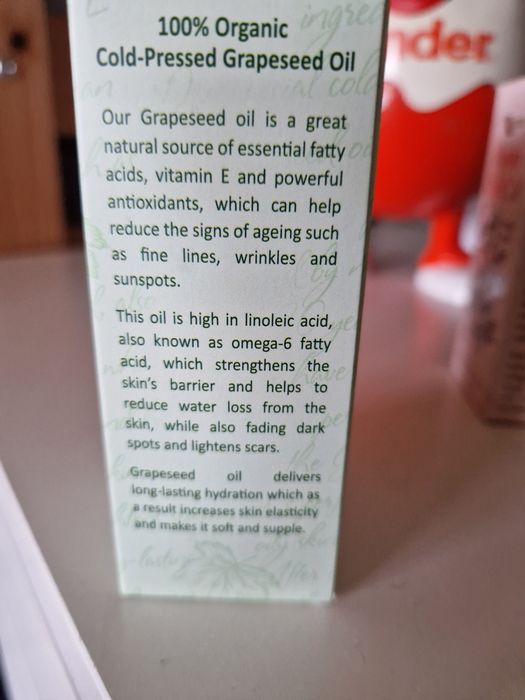 100% Organic
Cold-Pressed Grapeseed Oil
Our Grapeseed oil is a great
natural source of essential fatty
acids, vitamin E and powerful
antioxidants, which can help
reduce the signs of ageing such
as fine lines, wrinkles and
sunspots.
This oil is high in linoleic acid,
also known as omega-6 fatty
acid, which strengthens the
skin's barrier and helps to
reduce water loss from the
skin, while also fading dark
spots and lightens scars.
Grapeseed oil delivers
long-lasting hydration which as
a result increases skin elasticity
and makes it soft and supple.
nder